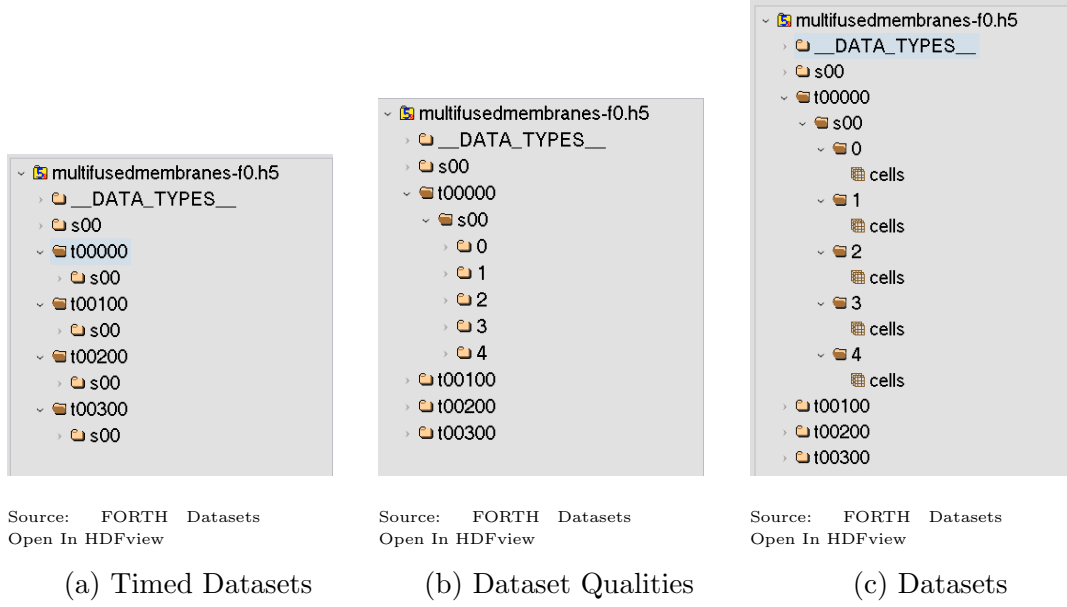 multifusedmembranes-f0.h5
__DATA_TYPES__
s00
t00000
s00
t00100
s00
t00200
s00
t00300
s00
Source: FORTH Datasets
Open In HDFview
(a) Timed Datasets
multifusedmembranes-f0.h5
__DATA_TYPES__
s00
t00000
s00
0
1
2
3
4
t00100
t00200
t00300
Source: FORTH Datasets
Open In HDFview
(b) Dataset Qualities
multifusedmembranes-f0.h5
__DATA_TYPES__
s00
t00000
s00
0
cells
1
cells
2
cells
3
cells
4
cells
t00100
t00200
t00300
Source: FORTH Datasets
Open In HDFview
(c) Datasets